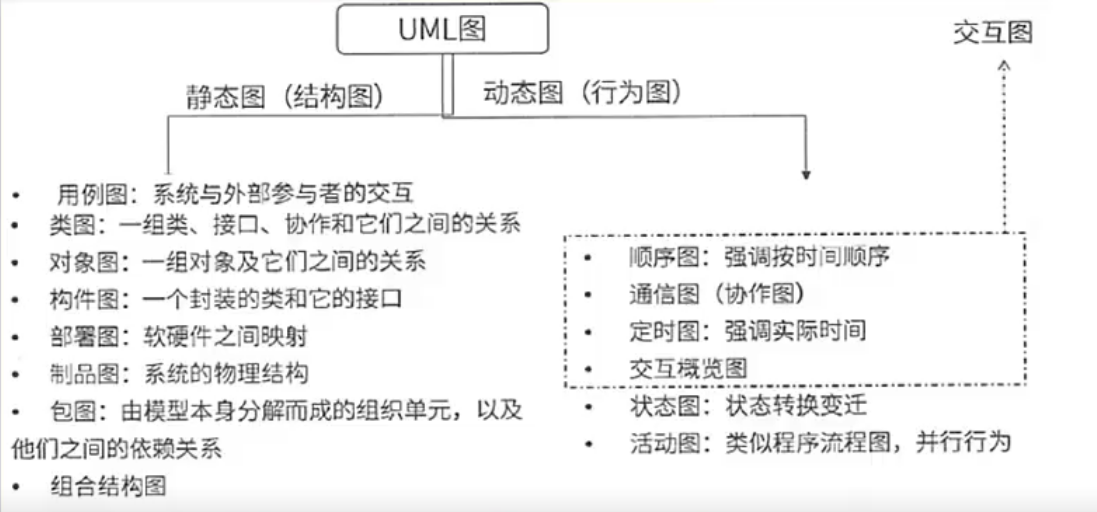 UML图
交互图
静态图（结构图）
动态图（行为图）
• 用例图：系统与外部参与者的交互
• 类图：一组类、接口、协作和它们之间的关系
• 对象图：一组对象及它们之间的关系
• 构件图：一个封装的类和它的接口
• 部署图：软硬件之间映射
• 制品图：系统的物理结构
• 包图：由模型本身分解而成的组织单元，以及
他们之间的依赖关系
• 组合结构图
• 顺序图：强调按时间顺序
• 通信图（协作图）
• 定时图：强调实际时间
• 交互概览图
• 状态图：状态转换变迁
• 活动图：类似程序流程图，并行行为